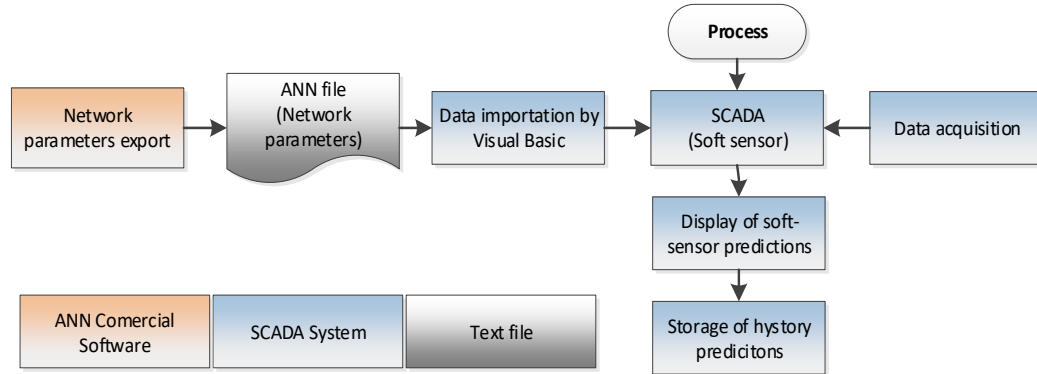 Process
Network
parameters export
ANN file
(Network
parameters)
Data importation by
Visual Basic
SCADA
(Soft sensor)
Data acquisition
Display of soft-
sensor predictions
Storage of hystory
predicitons
ANN Comercial
Software
SCADA System
Text file